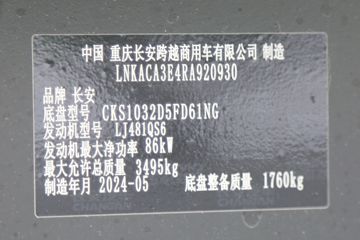 中国 重庆长安跨越商用车有限公司 制造
LNKACA3E4RA920930
品牌 长安
底盘型号 CKS1032D5FD61NG
发动机型号 LJ481QS6
发动机最大净功率 86kW
最大允许总质量 3495kg
制造年月 2024-05 底盘整备质量 1760kg
CHANGAN